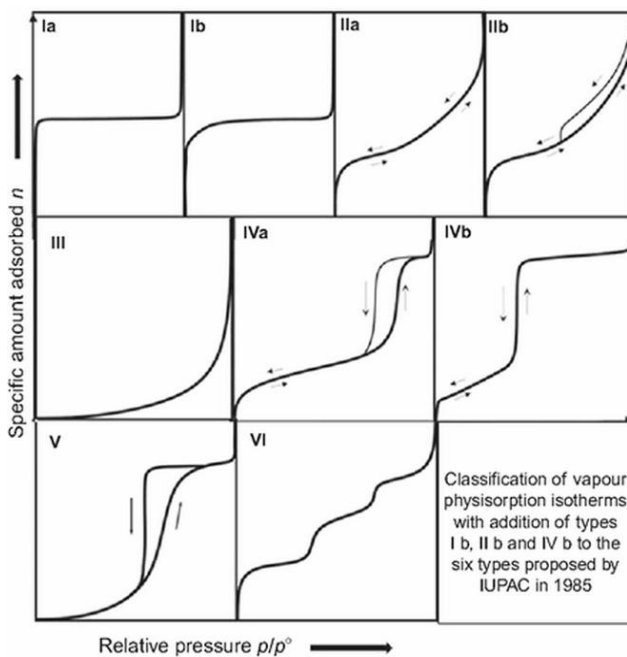 Ia
Ib
IIa
IIb
III
IVa
IVb
V
VI
Specific amount adsorbed n
Classification of vapour
physisorption isotherms
with addition of types
I b, II b and IV b to the
six types proposed by
IUPAC in 1985
Relative pressure p/p°